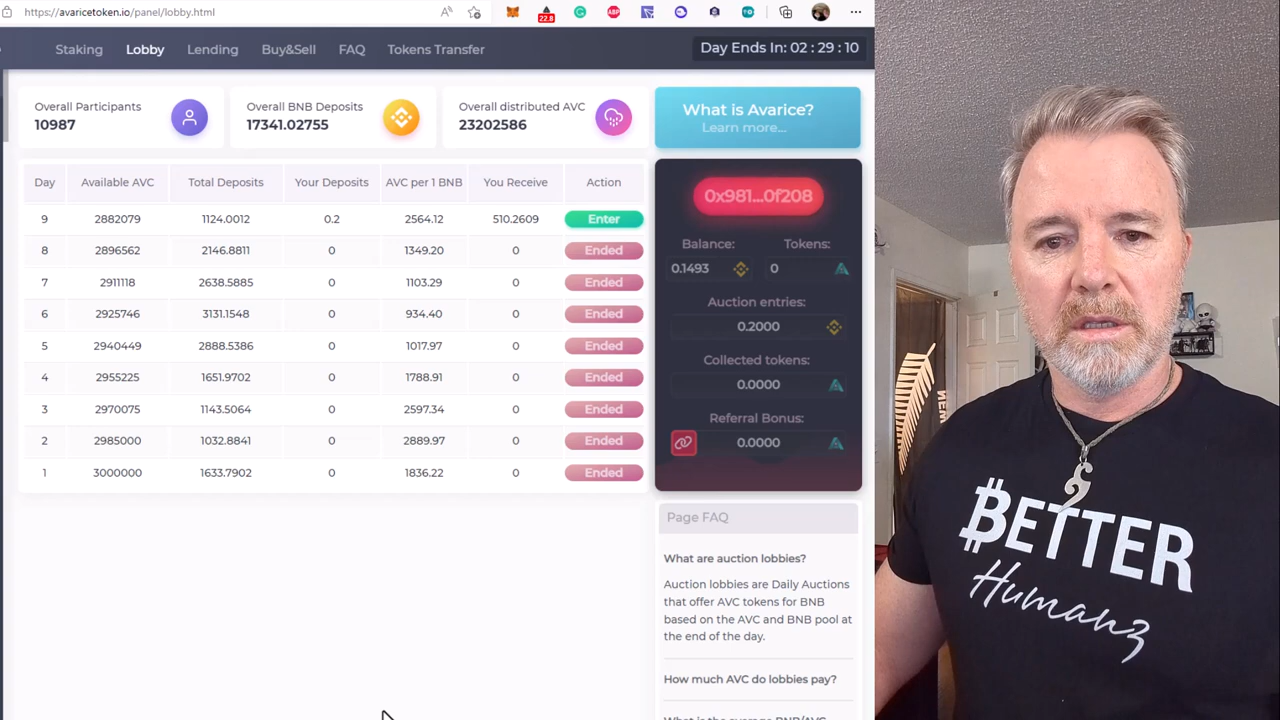 https://avaricetoken.io/panel/lobby.html
22.8
ABP
Staking Lobby Lending Buy&Sell FAQ Tokens Transfer Day Ends In: 02 : 29 : 10
Overall Participants
10987
Overall BNB Deposits
17341.02755
Overall distributed AVC
23202586
What is Avarice?
Learn more...
Day Available AVC Total Deposits Your Deposits AVC per 1 BNB You Receive Action
9 2882079 1124.0012 0.2 2564.12 510.2609 Enter
8 2896562 2146.8811 0 1349.20 0 Ended
7 2911118 2638.5885 0 1103.29 0 Ended
6 2925746 3131.1548 0 934.40 0 Ended
5 2940449 2888.5386 0 1017.97 0 Ended
4 2955225 1651.9702 0 1788.91 0 Ended
3 2970075 1143.5064 0 2597.34 0 Ended
2 2985000 1032.8841 0 2889.97 0 Ended
1 3000000 1633.7902 0 1836.22 0 Ended
0x981...0f208
Balance: Tokens:
0.1493 0
Auction entries:
0.2000
Collected tokens:
0.0000
Referral Bonus:
0.0000
Page FAQ
What are auction lobbies?
Auction lobbies are Daily Auctions
that offer AVC tokens for BNB
based on the AVC and BNB pool at
the end of the day.
How much AVC do lobbies pay?
What is the average BNB/AVC
₿ETTER
Humanz